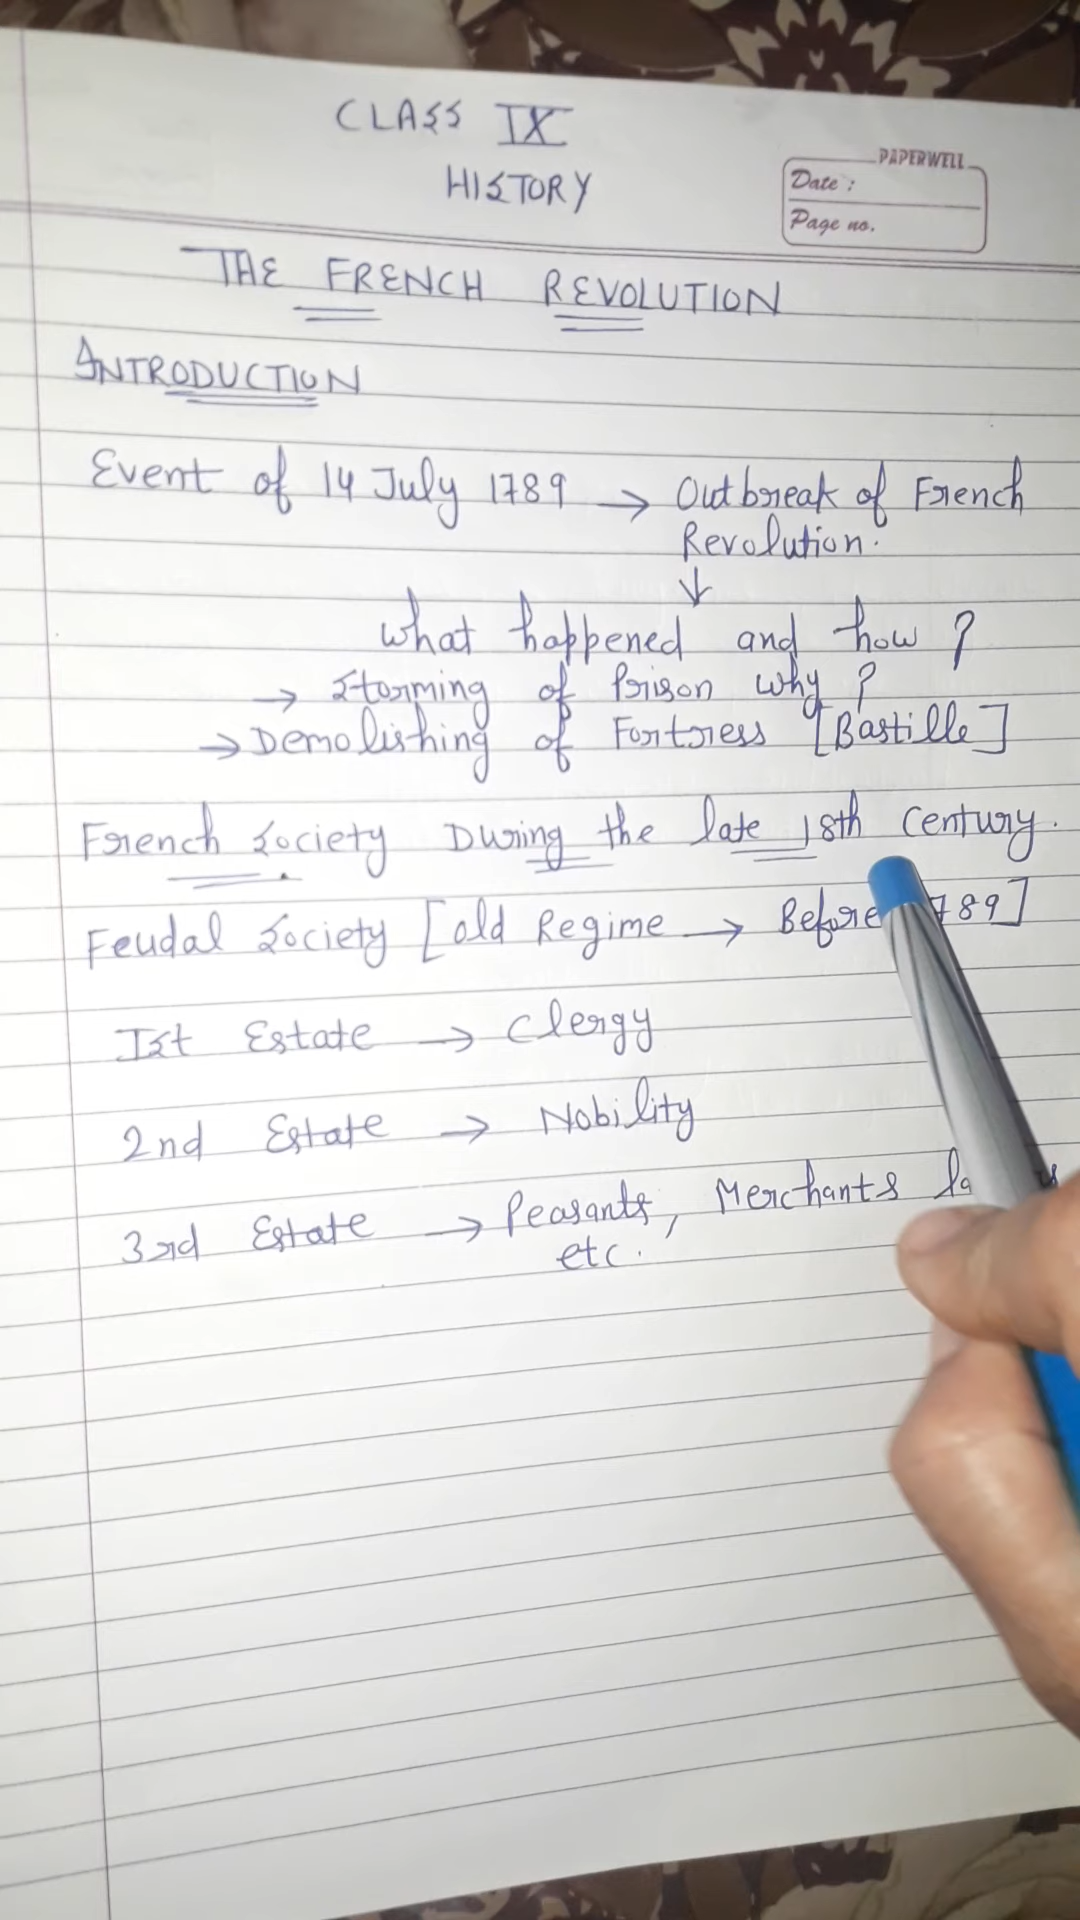 CLASS IX
HISTORY
PAPERWELL
Date :
Page no.
THE FRENCH REVOLUTION
INTRODUCTION
Event of 14 July 1789 → Outbreak of French
Revolution.
↓
What happened and how ?
→ Storming of Prison why ?
→ Demolishing of Fortress [Bastille]
French Society During the late 18th Century.
Feudal Society [old Regime → Before 789]
Ist Estate → Clergy
2nd Estate → Nobility
3rd Estate → Peasants, Merchants
etc.